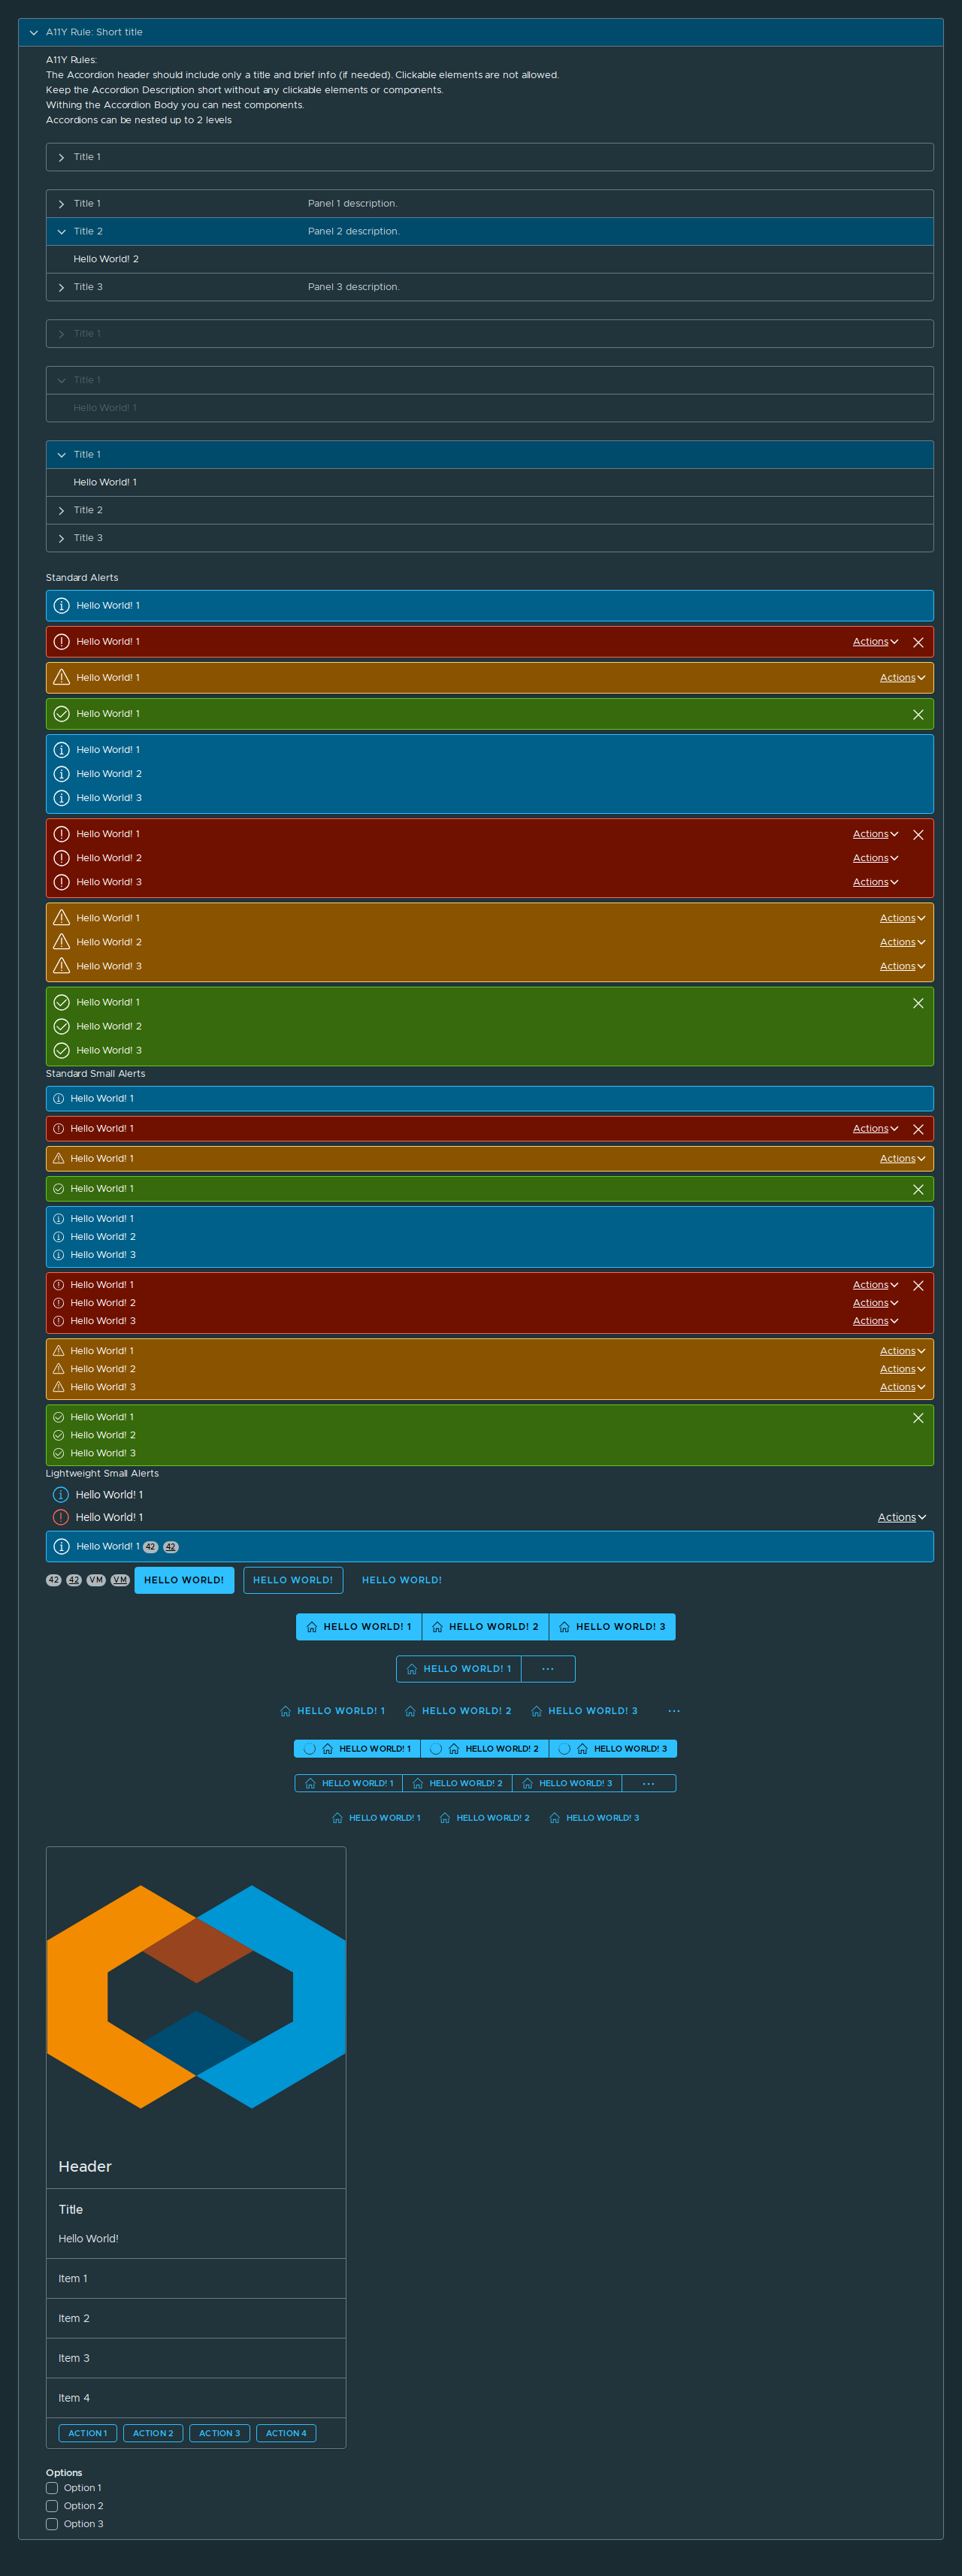 A11Y Rule: Short title
A11Y Rules:
The Accordion header should include only a title and brief info (if needed). Clickable elements are not allowed.
Keep the Accordion Description short without any clickable elements or components.
Withing the Accordion Body you can nest components.
Accordions can be nested up to 2 levels
Title 1
Title 1 Panel 1 description.
Title 2 Panel 2 description.
Hello World! 2
Title 3 Panel 3 description.
Title 1
Title 1
Hello World! 1
Title 1
Hello World! 1
Title 2
Title 3
Standard Alerts
Hello World! 1
Hello World! 1 Actions
Hello World! 1 Actions
Hello World! 1
Hello World! 1
Hello World! 2
Hello World! 3
Hello World! 1 Actions
Hello World! 2 Actions
Hello World! 3 Actions
Hello World! 1 Actions
Hello World! 2 Actions
Hello World! 3 Actions
Hello World! 1
Hello World! 2
Hello World! 3
Standard Small Alerts
Hello World! 1
Hello World! 1 Actions
Hello World! 1 Actions
Hello World! 1
Hello World! 1
Hello World! 2
Hello World! 3
Hello World! 1 Actions
Hello World! 2 Actions
Hello World! 3 Actions
Hello World! 1 Actions
Hello World! 2 Actions
Hello World! 3 Actions
Hello World! 1
Hello World! 2
Hello World! 3
Lightweight Small Alerts
Hello World! 1
Hello World! 1 Actions
Hello World! 1 42 42
42 42 VM VM HELLO WORLD! HELLO WORLD! HELLO WORLD!
HELLO WORLD! 1 HELLO WORLD! 2 HELLO WORLD! 3
HELLO WORLD! 1 ...
HELLO WORLD! 1 HELLO WORLD! 2 HELLO WORLD! 3 ...
HELLO WORLD! 1 HELLO WORLD! 2 HELLO WORLD! 3
HELLO WORLD! 1 HELLO WORLD! 2 HELLO WORLD! 3 ...
HELLO WORLD! 1 HELLO WORLD! 2 HELLO WORLD! 3
Header
Title
Hello World!
Item 1
Item 2
Item 3
Item 4
ACTION 1 ACTION 2 ACTION 3 ACTION 4
Options
Option 1
Option 2
Option 3